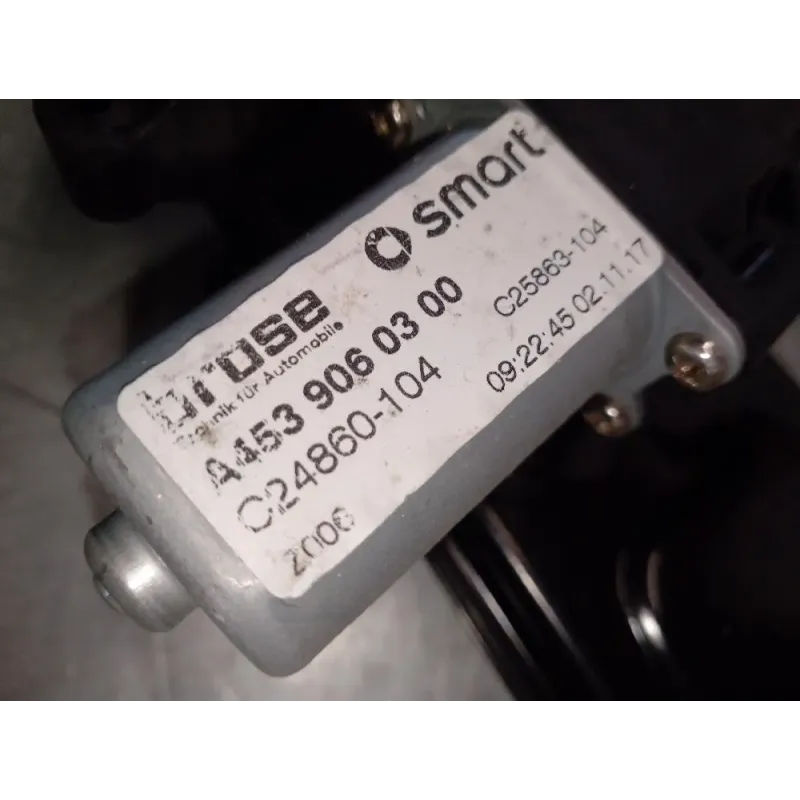 brose
Technik für Automobile
smart
A453 906 03 00
C24860-104
2006
C25863-104
09:22:45 02.11.17